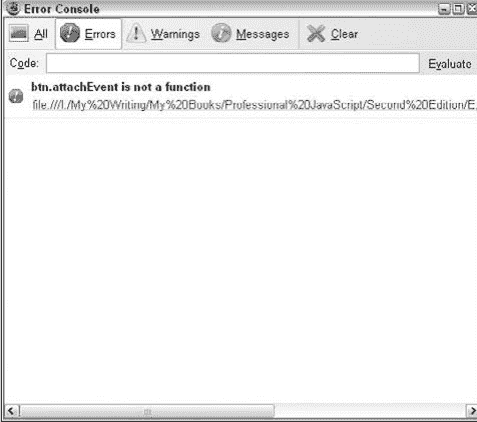 Error Console
All Errors Warnings Messages Clear
Code: Evaluate
btn.attachEvent is not a function
file:///I:/My%20Writing/My%20Books/Professional%20JavaScript/Second%20Edition/E